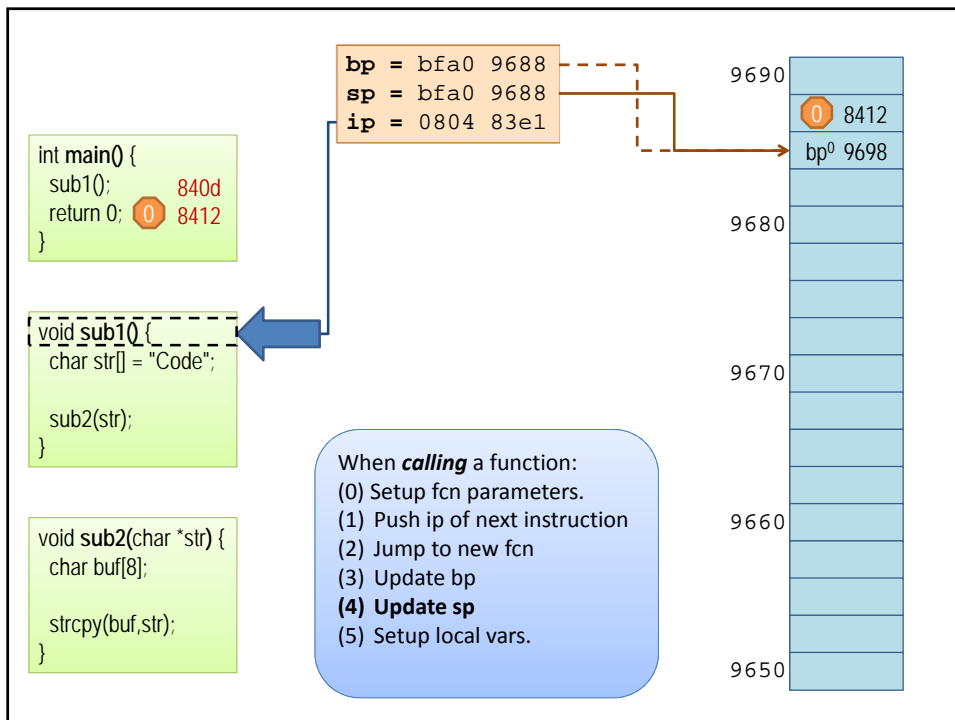 bp = bfa0 9688
sp = bfa0 9688
ip = 0804 83e1
int main() {
sub1(); 840d
return 0; 0 8412
}
void sub1() {
char str[] = "Code";
sub2(str);
}
void sub2(char *str) {
char buf[8];
strcpy(buf,str);
}
When calling a function:
(0) Setup fcn parameters.
(1) Push ip of next instruction
(2) Jump to new fcn
(3) Update bp
(4) Update sp
(5) Setup local vars.
9690
0 8412
bp⁰ 9698
9680
9670
9660
9650